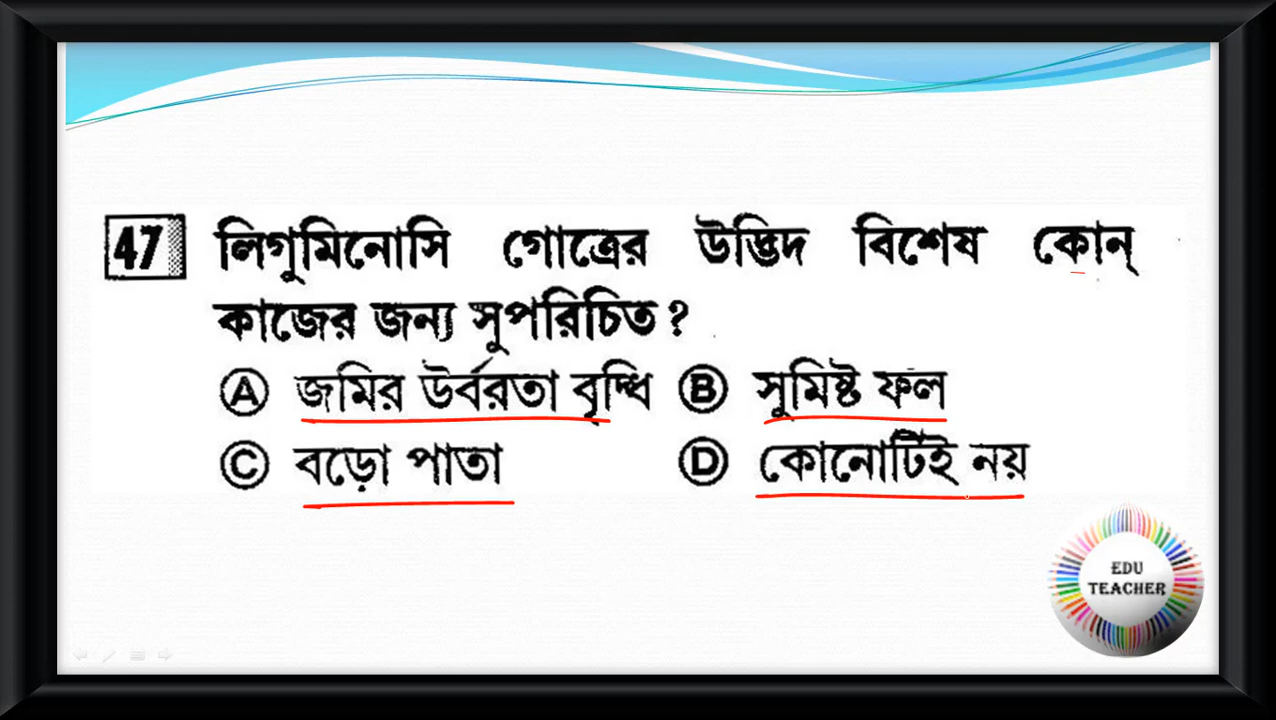 47 লিগুমিনোসি গোত্রের উদ্ভিদ বিশেষ কোন্
কাজের জন্য সুপরিচিত ?
Ⓐ জমির উর্বরতা বৃদ্ধি Ⓑ সুমিষ্ট ফল
Ⓒ বড়ো পাতা Ⓓ কোনোটিই নয়
EDU
TEACHER